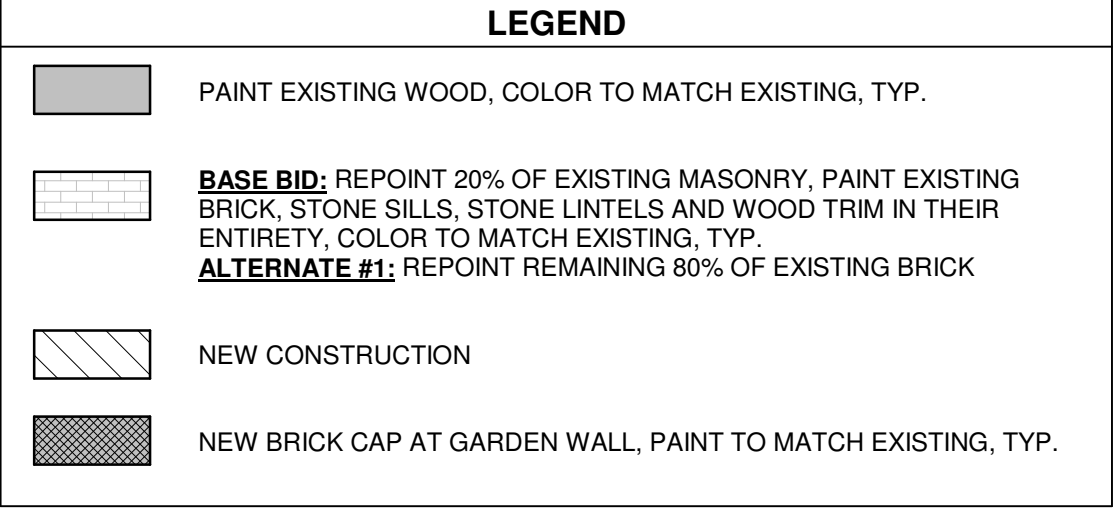 LEGEND
PAINT EXISTING WOOD, COLOR TO MATCH EXISTING, TYP.
BASE BID: REPOINT 20% OF EXISTING MASONRY, PAINT EXISTING
BRICK, STONE SILLS, STONE LINTELS AND WOOD TRIM IN THEIR
ENTIRETY, COLOR TO MATCH EXISTING, TYP.
ALTERNATE #1: REPOINT REMAINING 80% OF EXISTING BRICK
NEW CONSTRUCTION
NEW BRICK CAP AT GARDEN WALL, PAINT TO MATCH EXISTING, TYP.